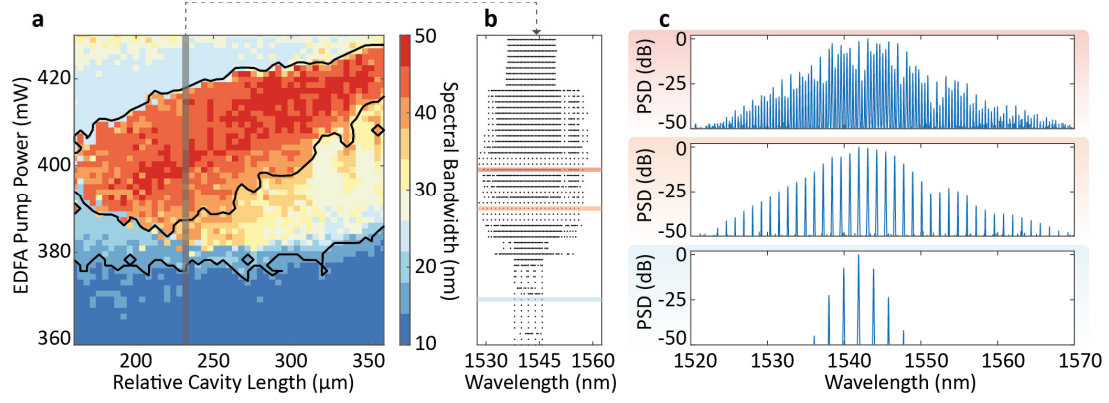 a
b
c
EDFA Pump Power (mW)
420
400
380
360
200
250
300
350
Relative Cavity Length (μm)
50
40
30
20
10
Spectral Bandwidth (nm)
1530
1545
1560
Wavelength (nm)
PSD (dB)
0
-25
-50
PSD (dB)
0
-25
-50
PSD (dB)
0
-25
-50
1520
1530
1540
1550
1560
1570
Wavelength (nm)